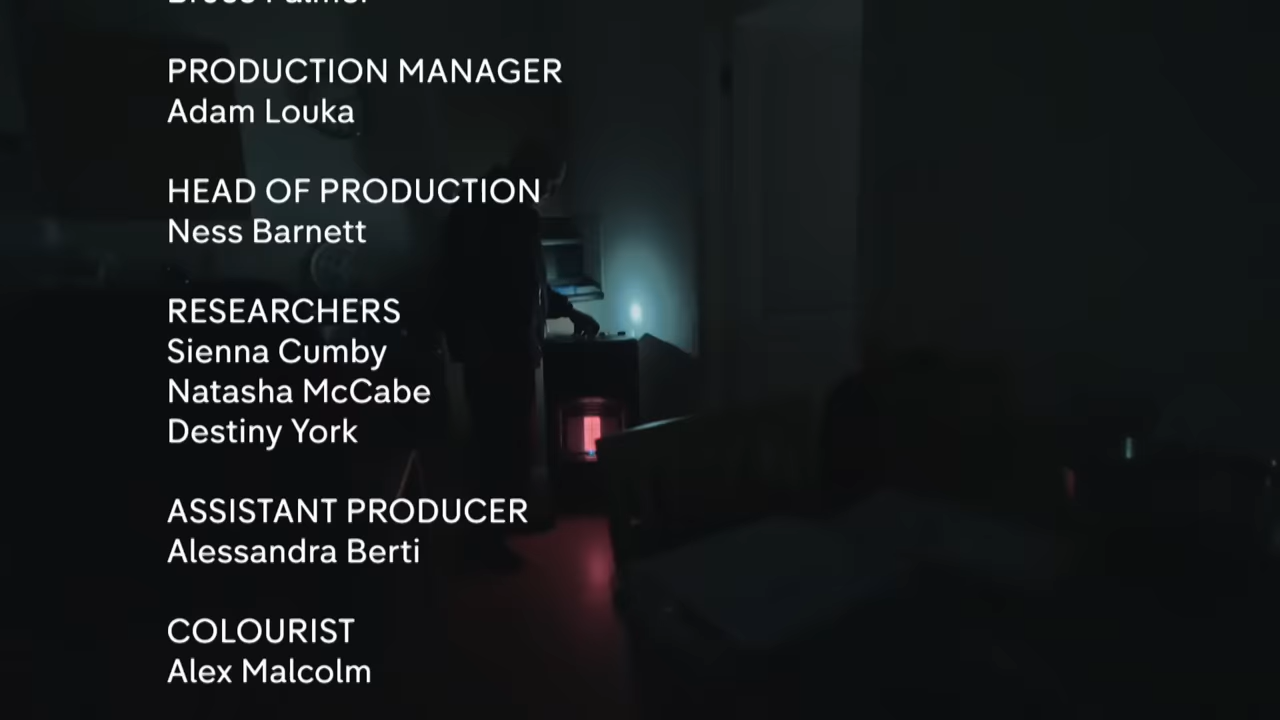 PRODUCTION MANAGER
Adam Louka
HEAD OF PRODUCTION
Ness Barnett
RESEARCHERS
Sienna Cumby
Natasha McCabe
Destiny York
ASSISTANT PRODUCER
Alessandra Berti
COLOURIST
Alex Malcolm